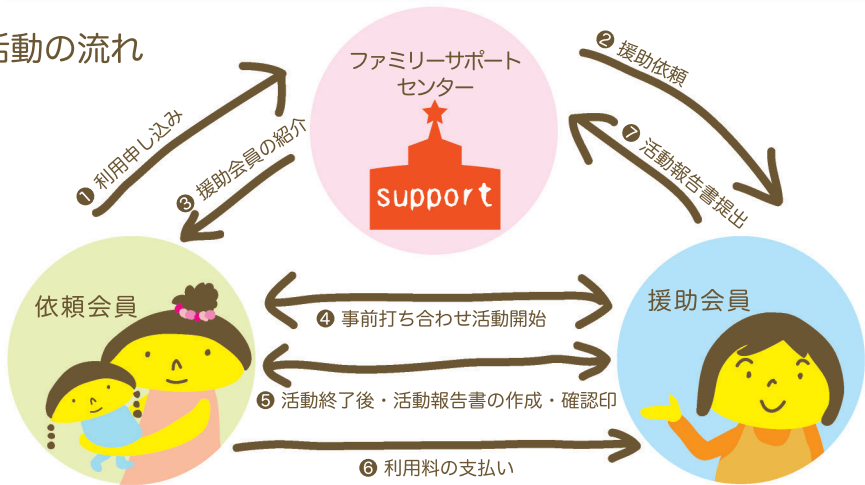 活動の流れ
ファミリーサポート
センター
support
❶ 利用申し込み
❸ 援助会員の紹介
❷ 援助依頼
❼ 活動報告書提出
依頼会員
援助会員
❹ 事前打ち合わせ活動開始
❺ 活動終了後・活動報告書の作成・確認印
❻ 利用料の支払い